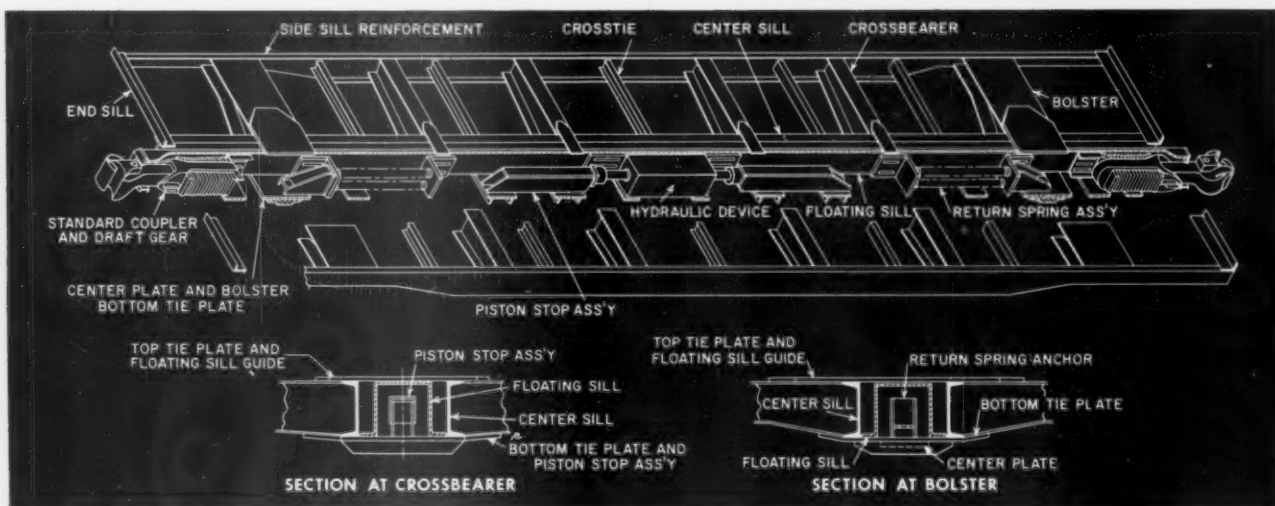 SIDE SILL REINFORCEMENT
CROSSTIE
CENTER SILL
CROSSBEARER
END SILL
BOLSTER
STANDARD COUPLER
AND DRAFT GEAR
HYDRAULIC DEVICE
FLOATING SILL
RETURN SPRING ASS'Y
CENTER PLATE AND BOLSTER
BOTTOM TIE PLATE
PISTON STOP ASS'Y
TOP TIE PLATE AND
FLOATING SILL GUIDE
PISTON STOP ASS'Y
FLOATING SILL
CENTER SILL
BOTTOM TIE PLATE AND
PISTON STOP ASS'Y
SECTION AT CROSSBEARER
TOP TIE PLATE AND
FLOATING SILL GUIDE
RETURN SPRING ANCHOR
CENTER SILL
BOTTOM TIE PLATE
FLOATING SILL
CENTER PLATE
SECTION AT BOLSTER